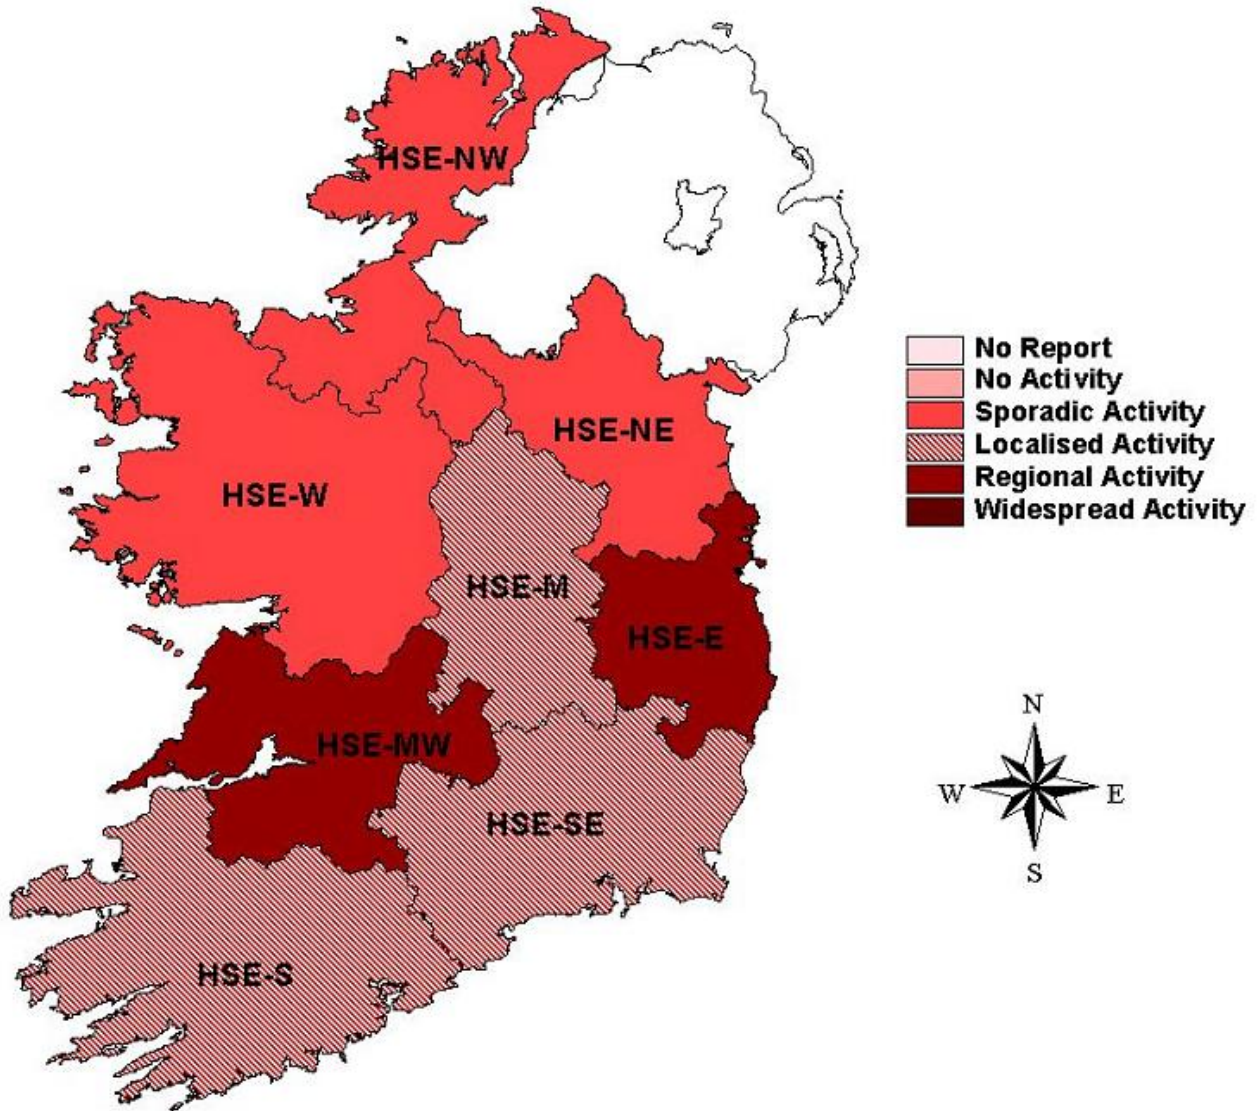 HSE-NW
HSE-NE
HSE-W
HSE-M
HSE-E
HSE-MW
HSE-SE
HSE-S
No Report
No Activity
Sporadic Activity
Localised Activity
Regional Activity
Widespread Activity
N
W E
S